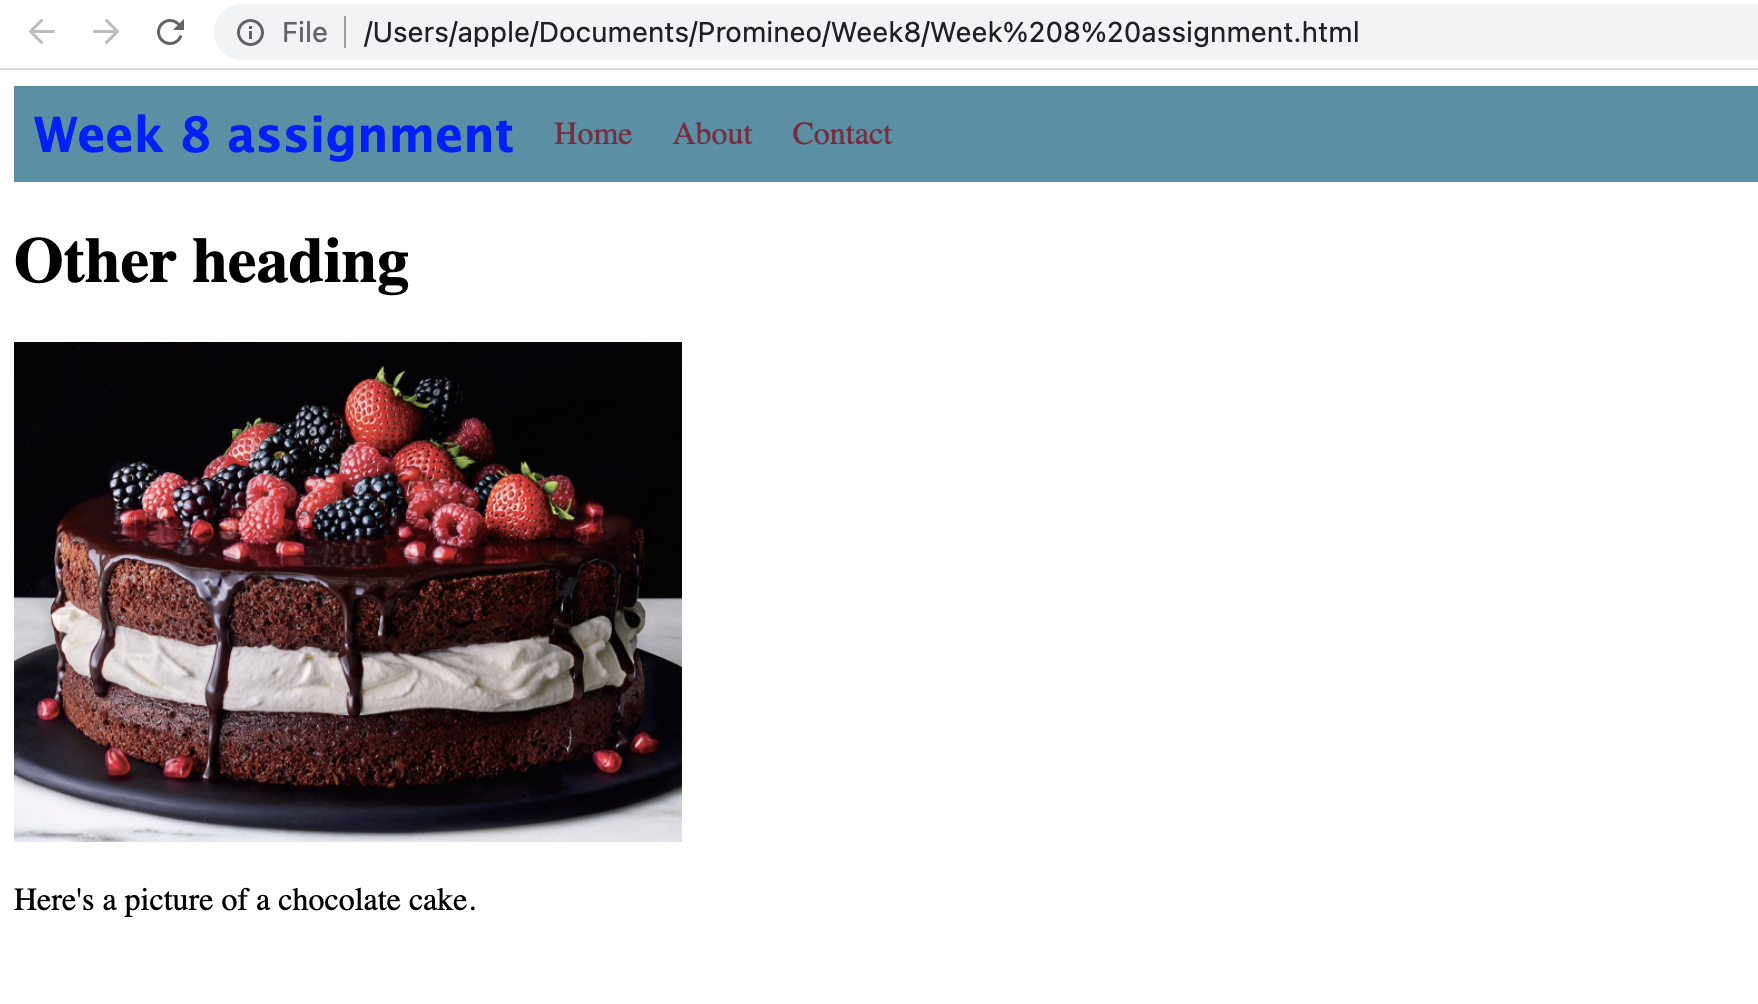 File /Users/apple/Documents/Promineo/Week8/Week%208%20assignment.html
Week 8 assignment Home About Contact
Other heading
Here's a picture of a chocolate cake.